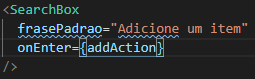 <SearchBox
frasePadrao="Adicione um item"
onEnter={addAction}
/>